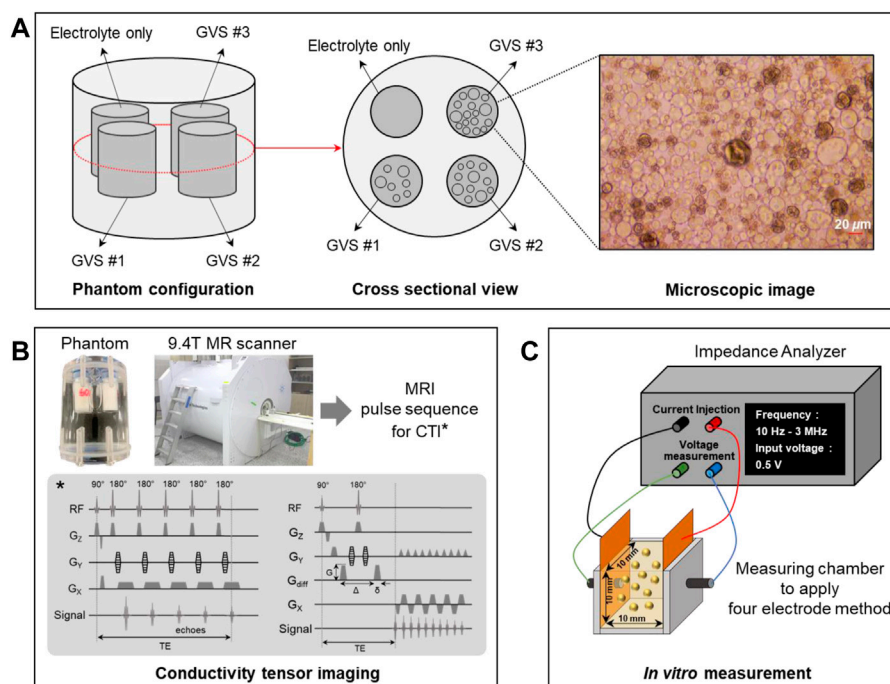 A
Electrolyte only
GVS #3
GVS #1
GVS #2
Phantom configuration
Electrolyte only
GVS #3
GVS #1
GVS #2
Cross sectional view
20 µm
Microscopic image
B
Phantom
9.4T MR scanner
MRI
pulse sequence
for CTI*
*
90° 180° 180° 180° 180° 180°
RF
GZ
GY
GX
Signal
echoes
TE
90° 180°
RF
GZ
GY
G
Gdiff
Δ δ
GX
Signal
TE
Conductivity tensor imaging
C
Impedance Analyzer
Current Injection
Voltage
measurement
Frequency :
10 Hz - 3 MHz
Input voltage :
0.5 V
10 mm
10 mm
10 mm
Measuring chamber
to apply
four electrode method
In vitro measurement